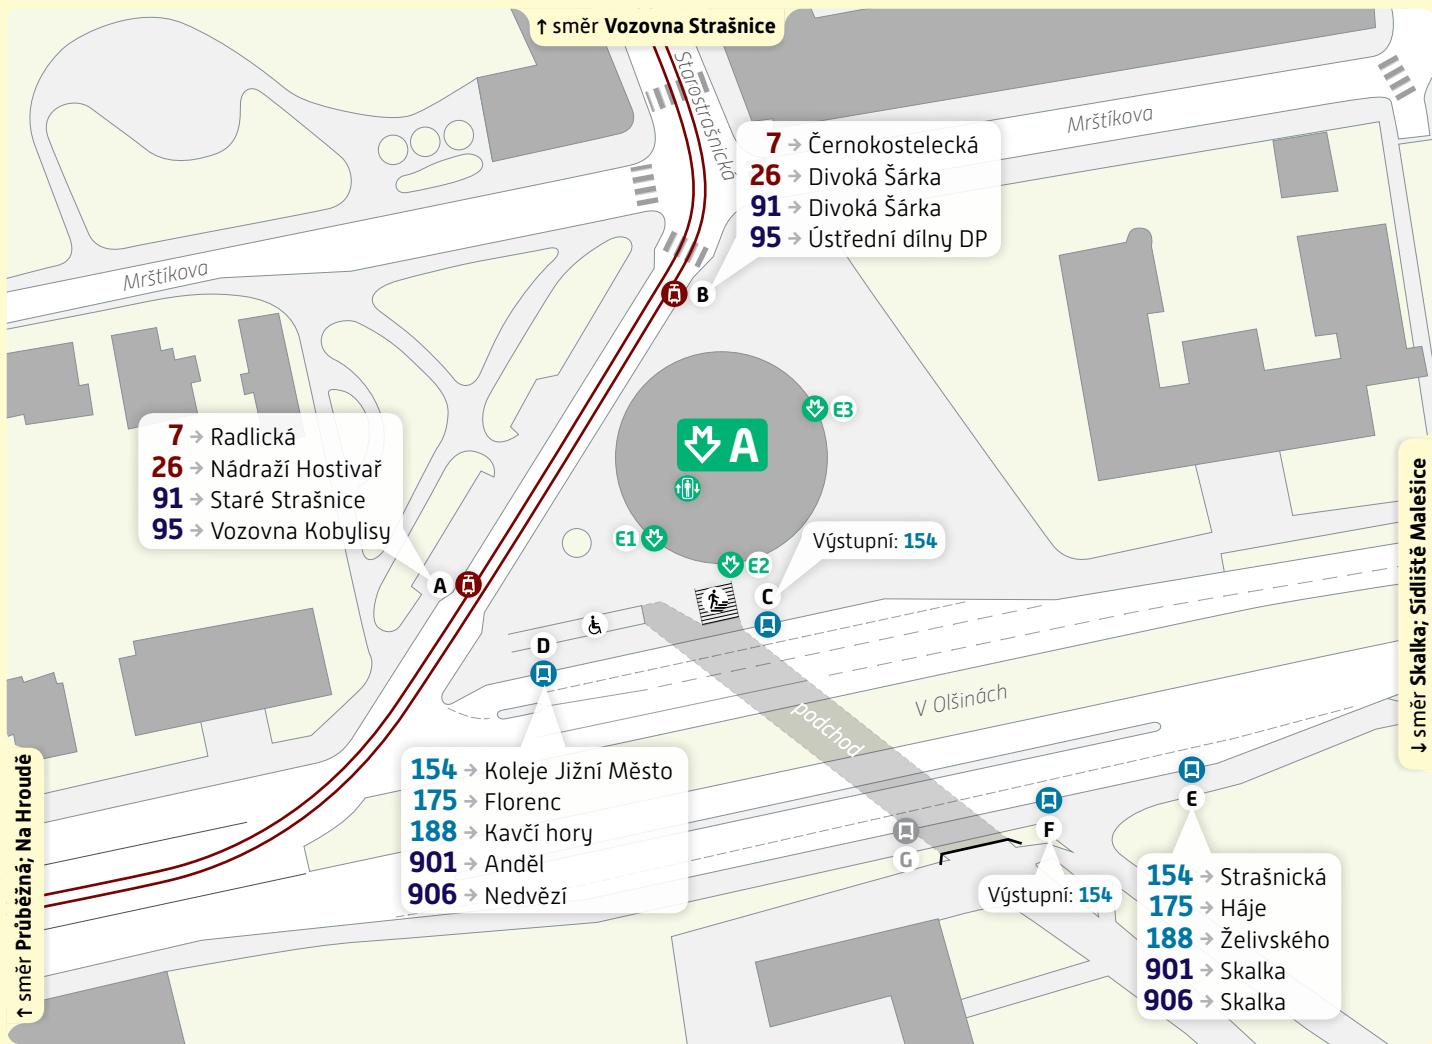 ↑ směr Vozovna Strašnice
Starostrašnická
Mrštíkova
7 → Černokostelecká
26 → Divoká Šárka
91 → Divoká Šárka
95 → Ústřední dílny DP
Mrštíkova
B
E3
A
7 → Radlická
26 → Nádraží Hostivař
91 → Staré Strašnice
95 → Vozovna Kobylisy
E1
E2
Výstupní: 154
A
C
D
↓ směr Skalka; Sídliště Malešice
V Olšinách
podchod
154 → Koleje Jižní Město
175 → Florenc
188 → Kavčí hory
901 → Anděl
906 → Nedvězí
E
F
G
Výstupní: 154
154 → Strašnická
175 → Háje
188 → Želivského
901 → Skalka
906 → Skalka
↑ směr Průběžná; Na Hroudě